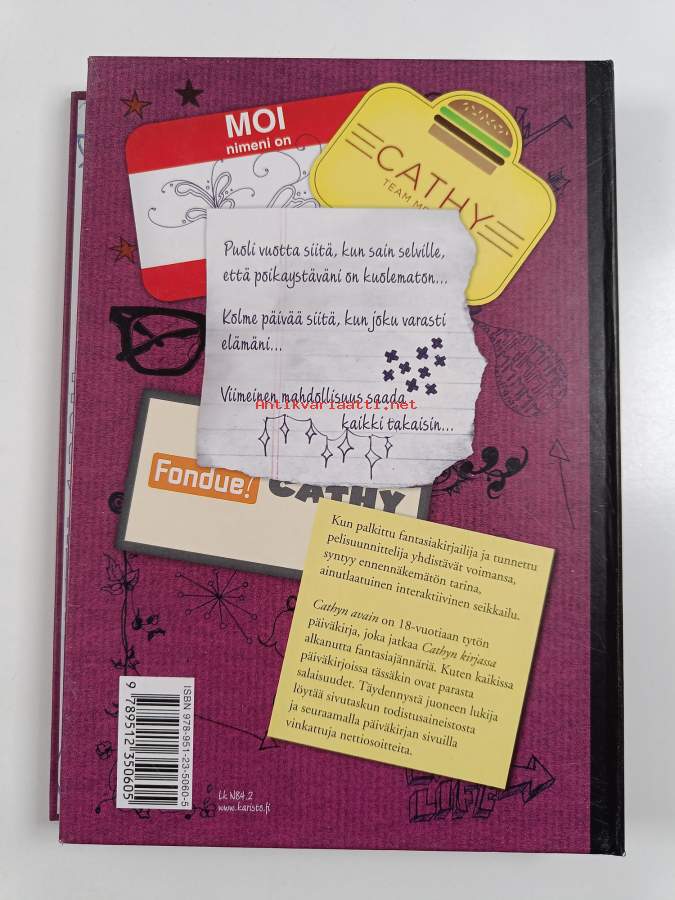 MOI
nimeni on
CATHY
TEAM
Puoli vuotta siitä, kun sain selville,
että poikaystäväni on kuolematon...
Kolme päivää siitä, kun joku varasti
elämäni...
Viimeinen mahdollisuus saada
Antikvariaatti.net
kaikki takaisin...
Fondue!
CATHY
Kun palkittu fantasiakirjailija ja tunnettu
pelisuunnittelija yhdistävät voimansa,
syntyy ennennäkemätön tarina,
ainutlaatuinen interaktiivinen seikkailu.
Cathyn avain on 18-vuotiaan tytön
päiväkirja, joka jatkaa Cathyn kirjassa
alkanutta fantasiajännäriä. Kuten kaikissa
päiväkirjoissa tässäkin ovat parasta
salaisuudet. Täydennystä juoneen lukija
löytää sivutaskun todistusaineistosta
ja seuraamalla päiväkirjan sivuilla
vinkattuja nettiosoitteita.
ISBN 978-951-23-5060-5
9 789512 350605
Lk N84.2
www.karisto.fi